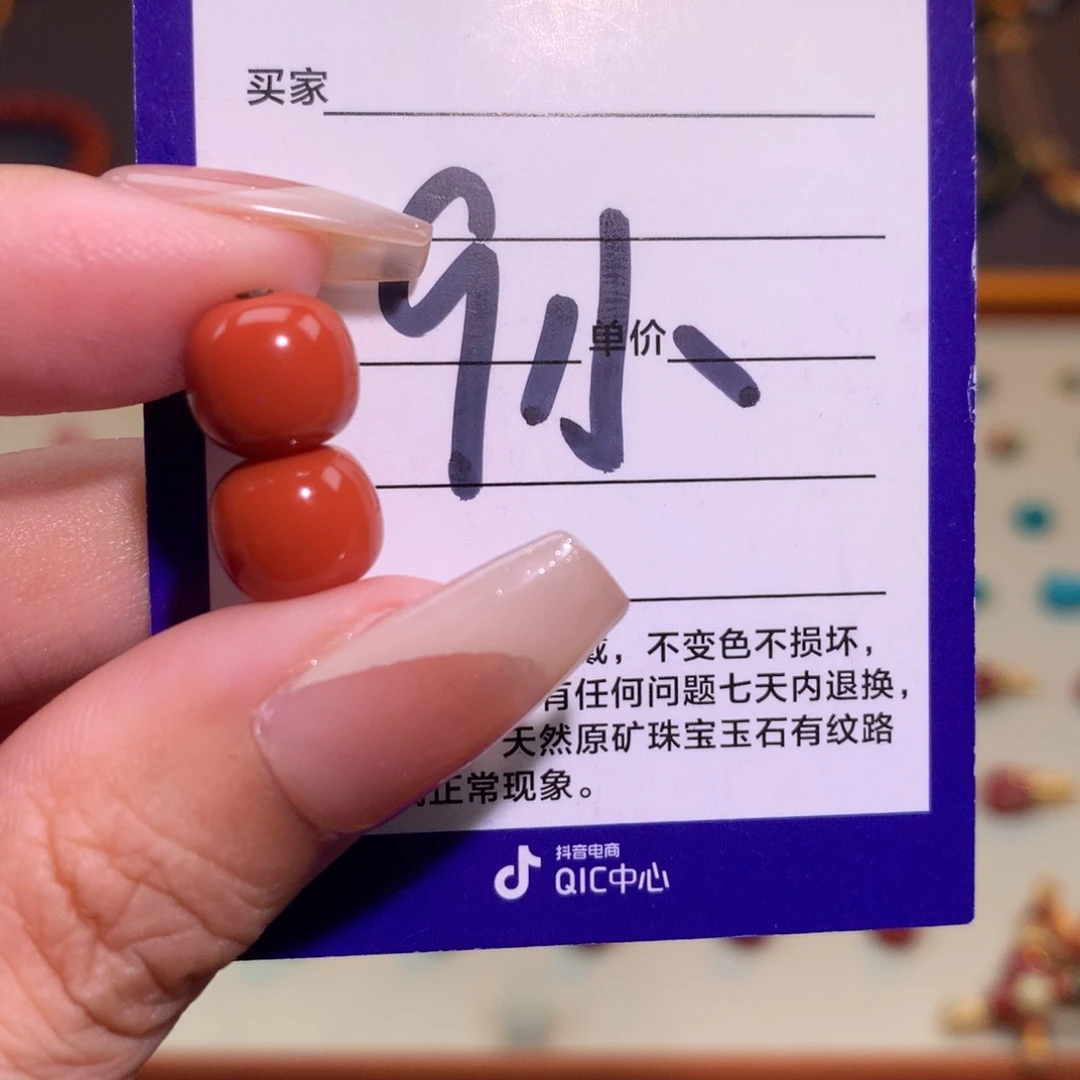 买家
9小
单价
，不变色不损坏，
有任何问题七天内退换，
天然原矿珠宝玉石有纹路
正常现象。
抖音电商
QIC中心